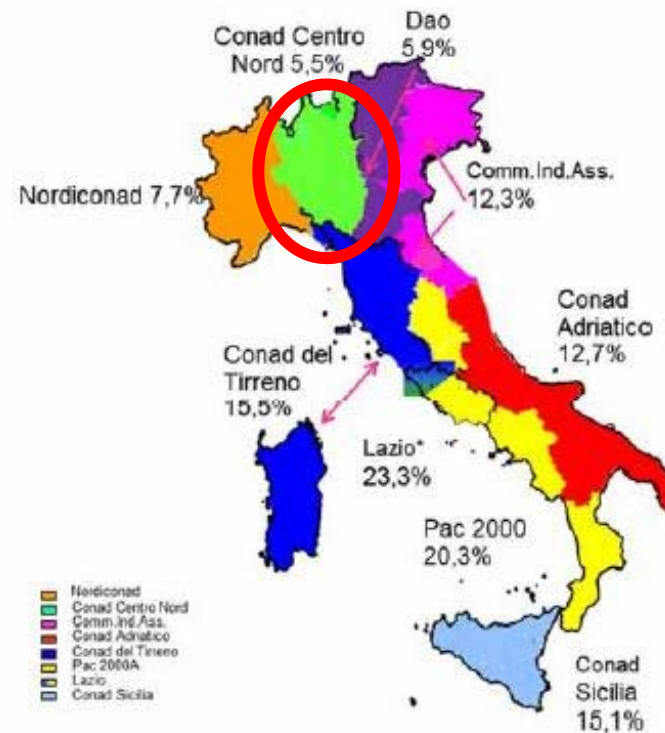 Conad Centro
Nord 5,5%
Dao
5,9%
Nordiconad 7,7%
Comm.Ind.Ass.
12,3%
Conad
Adriatico
12,7%
Conad del
Tirreno
15,5%
Lazio*
23,3%
Pac 2000
20,3%
Conad
Sicilia
15,1%
Nordiconad
Conad Centro Nord
Comm.Ind.Ass.
Conad Adriatico
Conad del Tirreno
Pac 2000A
Lazio
Conad Sicilia